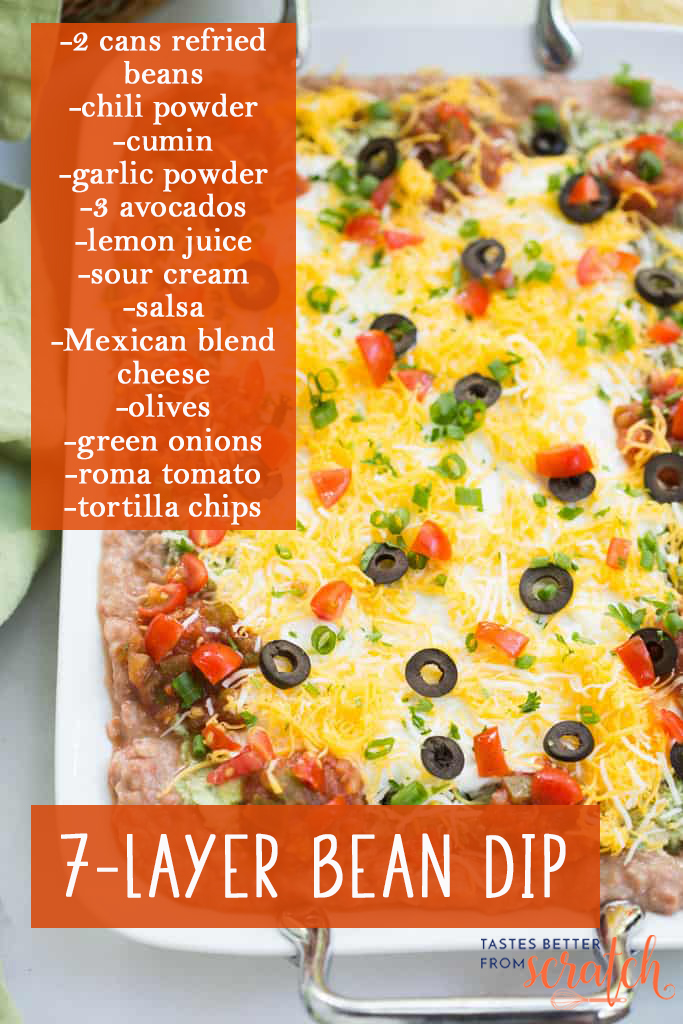 -2 cans refried
beans
-chili powder
-cumin
-garlic powder
-3 avocados
-lemon juice
-sour cream
-salsa
-Mexican blend
cheese
-olives
-green onions
-roma tomato
-tortilla chips
7-LAYER BEAN DIP
TASTES BETTER
FROM scratch